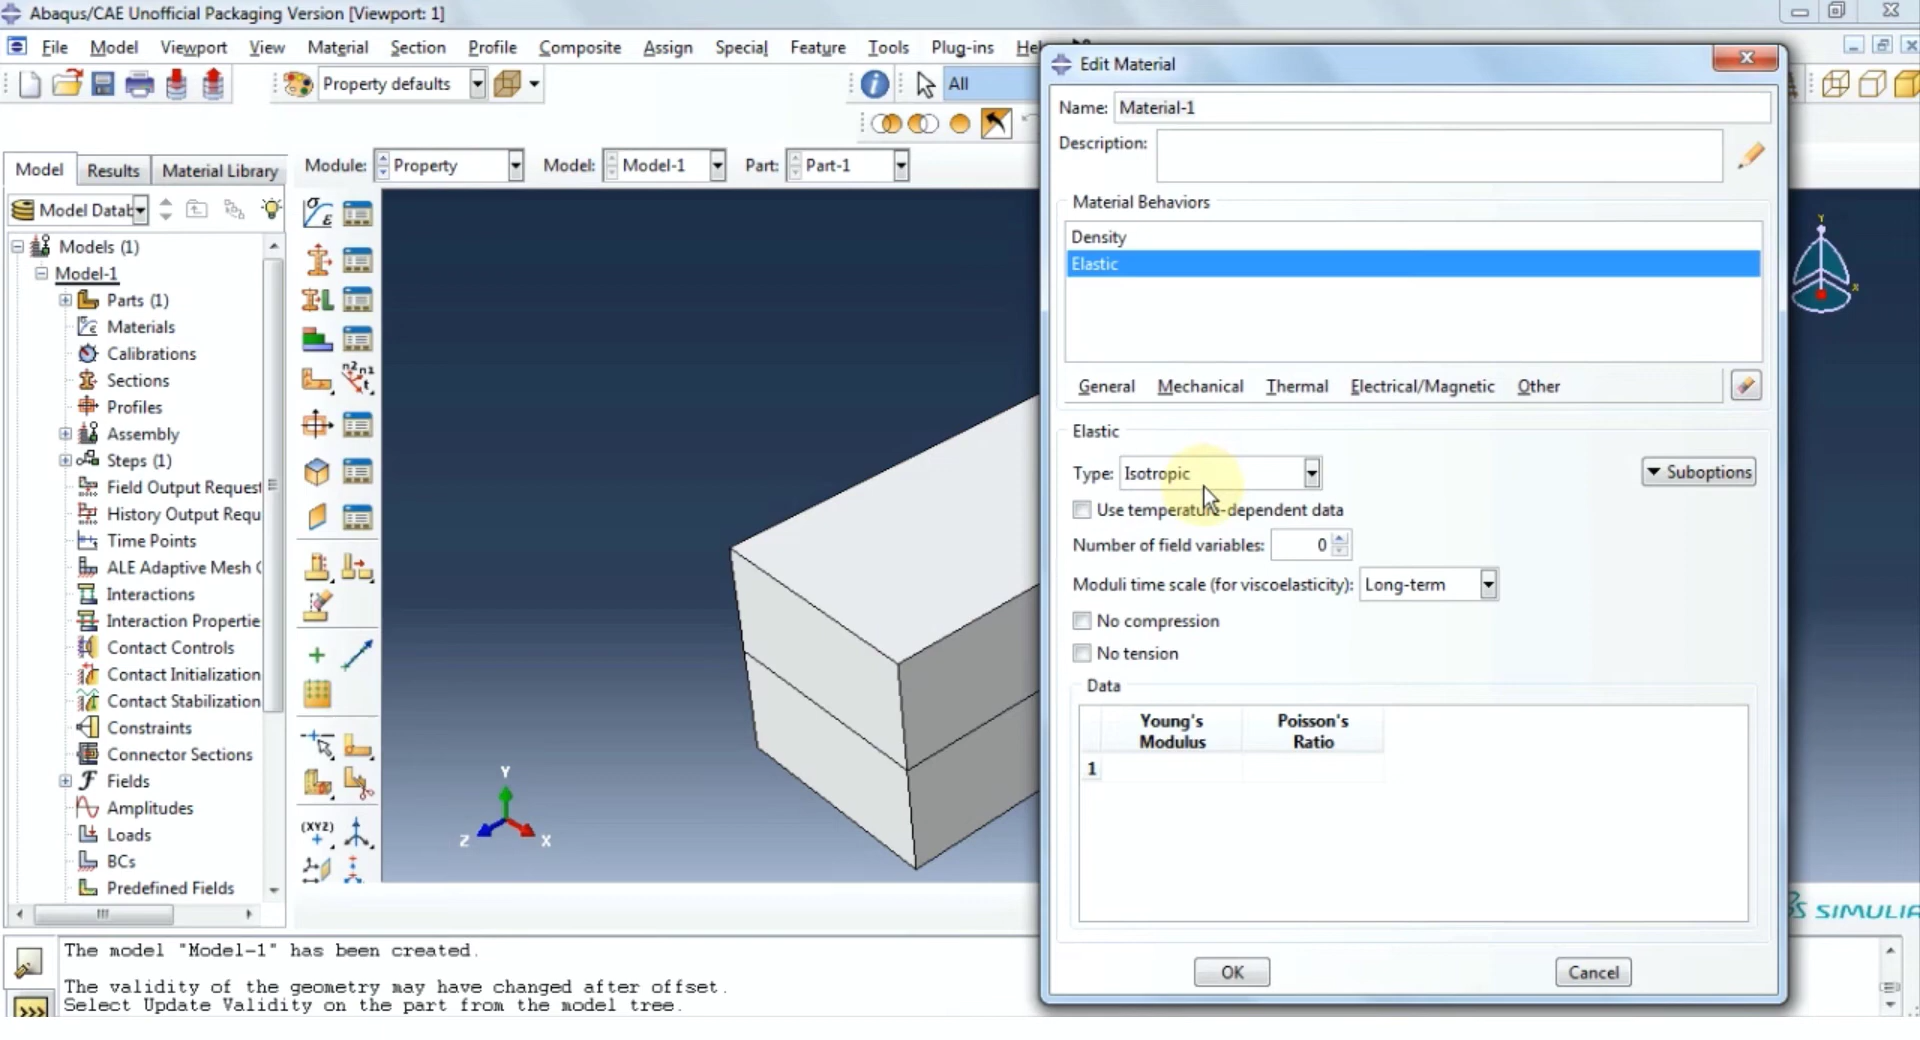 Abaqus/CAE Unofficial Packaging Version [Viewport: 1]
File Model Viewport View Material Section Profile Composite Assign Special Feature Tools Plug-ins
Property defaults
All
Model Results Material Library
Module: Property Model: Model-1 Part: Part-1
Model Datab
Models (1)
Model-1
Parts (1)
Materials
Calibrations
Sections
Profiles
Assembly
Steps (1)
Field Output Request
History Output Requ
Time Points
ALE Adaptive Mesh
Interactions
Interaction Propertie
Contact Controls
Contact Initialization
Contact Stabilization
Constraints
Connector Sections
Fields
Amplitudes
Loads
BCs
Predefined Fields
n2 n1
t
(XYZ)
Y
Z X
Y
X
Edit Material
Name: Material-1
Description:
Material Behaviors
Density
Elastic
General Mechanical Thermal Electrical/Magnetic Other
Elastic
Type: Isotropic Suboptions
Use temperature-dependent data
Number of field variables: 0
Moduli time scale (for viscoelasticity): Long-term
No compression
No tension
Data
Young's Poisson's
Modulus Ratio
1
OK Cancel
SIMULIA
The model "Model-1" has been created.
The validity of the geometry may have changed after offset.
Select Update Validity on the part from the model tree.
>>>